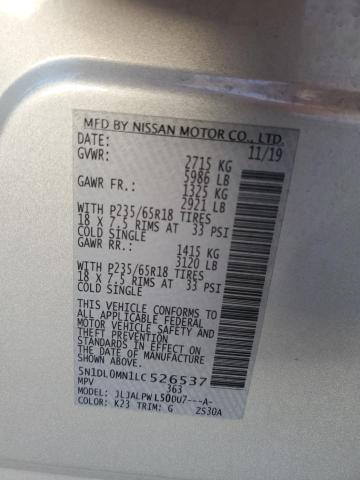 MFD BY NISSAN MOTOR CO., LTD.
DATE: 11/19
GVWR: 2715 KG
5986 LB
GAWR FR.: 1325 KG
2921 LB
WITH P235/65R18 TIRES
18 X 7.5 RIMS AT 33 PSI
COLD SINGLE
GAWR RR.: 1415 KG
3120 LB
WITH P235/65R18 TIRES
18 X 7.5 RIMS AT 33 PSI
COLD SINGLE
THIS VEHICLE CONFORMS TO
ALL APPLICABLE FEDERAL
MOTOR VEHICLE SAFETY AND
THEFT PREVENTION
STANDARDS IN EFFECT ON
THE DATE OF MANUFACTURE
SHOWN ABOVE.
5N1DL0MN1LC526537
MPV 363
MODEL: JLJALPWL50UU7---A-
COLOR: K23 TRIM: G ZS30A